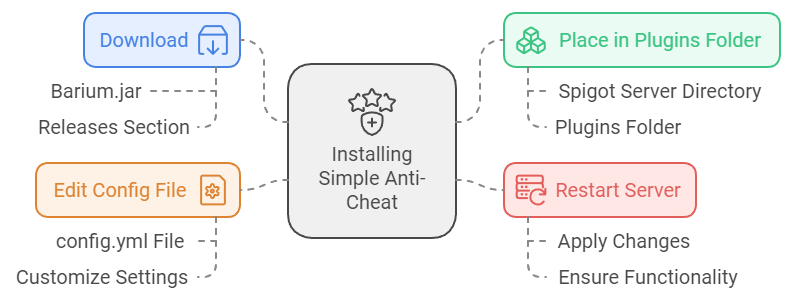 Download
Barium.jar
Releases Section
Edit Config File
config.yml File
Customize Settings
Installing
Simple Anti-
Cheat
Place in Plugins Folder
Spigot Server Directory
Plugins Folder
Restart Server
Apply Changes
Ensure Functionality